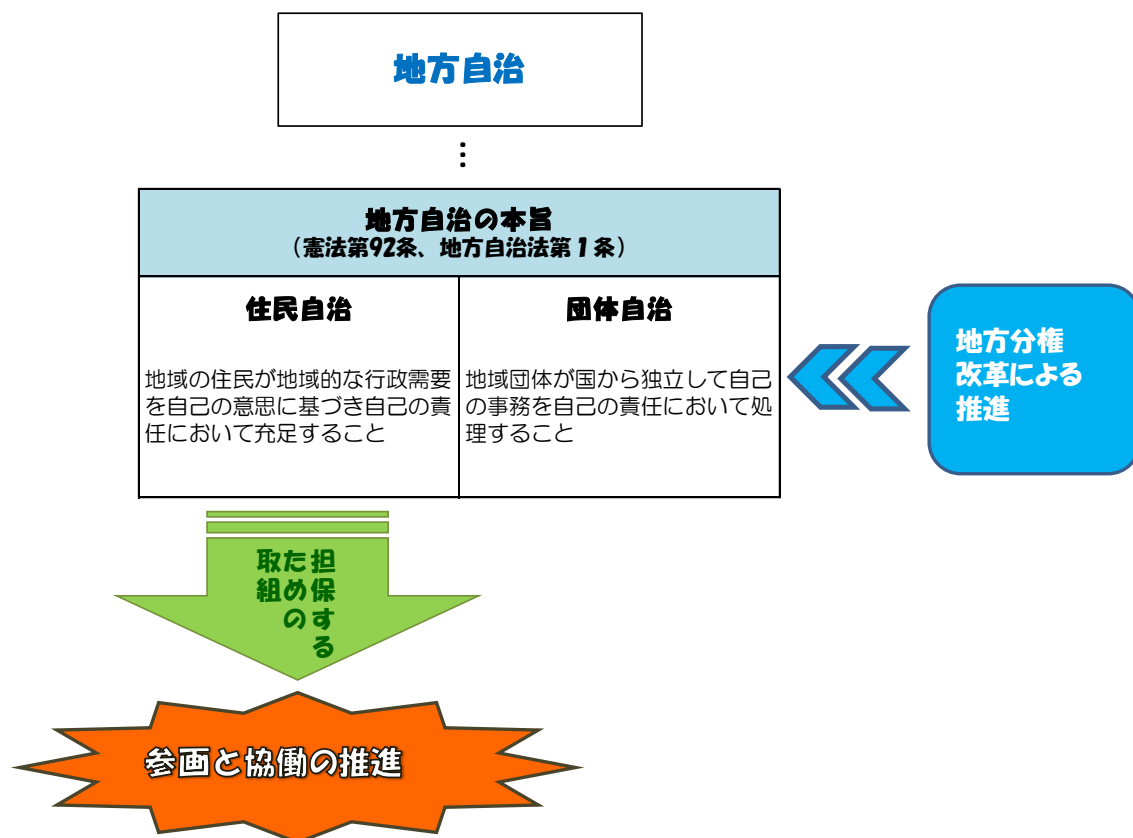 地方自治
⋮
地方自治の本旨
（憲法第92条、地方自治法第１条）
住民自治
地域の住民が地域的な行政需要
を自己の意思に基づき自己の責
任において充足すること
団体自治
地域団体が国から独立して自己
の事務を自己の責任において処
理すること
地方分権
改革による
推進
担保する
ための
取組
参画と協働の推進